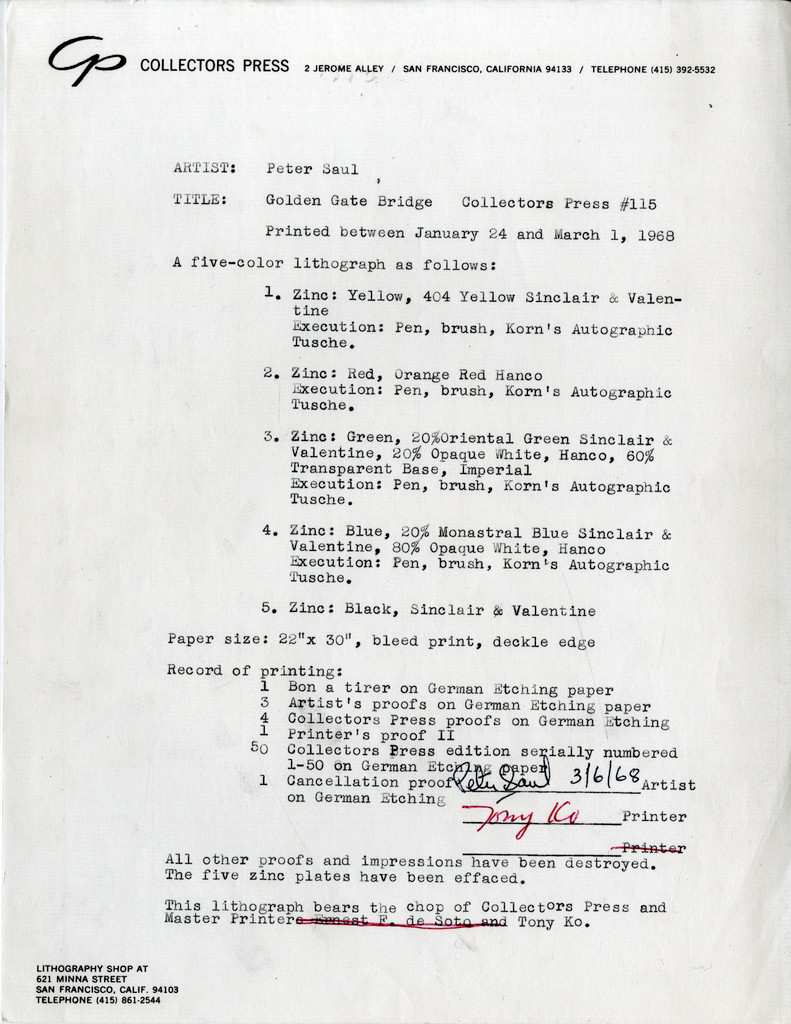 Cp COLLECTORS PRESS 2 JEROME ALLEY / SAN FRANCISCO, CALIFORNIA 94133 / TELEPHONE (415) 392-5532
ARTIST: Peter Saul
TITLE: Golden Gate Bridge Collectors Press #115
Printed between January 24 and March 1, 1968
A five-color lithograph as follows:
1. Zinc: Yellow, 404 Yellow Sinclair & Valen-
tine
Execution: Pen, brush, Korn's Autographic
Tusche.
2. Zinc: Red, Orange Red Hanco
Execution: Pen, brush, Korn's Autographic
Tusche.
3. Zinc: Green, 20%Oriental Green Sinclair &
Valentine, 20% Opaque White, Hanco, 60%
Transparent Base, Imperial
Execution: Pen, brush, Korn's Autographic
Tusche.
4. Zinc: Blue, 20% Monastral Blue Sinclair &
Valentine, 80% Opaque White, Hanco
Execution: Pen, brush, Korn's Autographic
Tusche.
5. Zinc: Black, Sinclair & Valentine
Paper size: 22"x 30", bleed print, deckle edge
Record of printing:
1 Bon a tirer on German Etching paper
3 Artist's proofs on German Etching paper
4 Collectors Press proofs on German Etching
1 Printer's proof II
50 Collectors Press edition serially numbered
1-50 on German Etching paper
1 Cancellation proof Peter Saul 3/6/68 Artist
on German Etching
Tony Ko Printer
Printer
All other proofs and impressions have been destroyed.
The five zinc plates have been effaced.
This lithograph bears the chop of Collectors Press and
Master Printers Ernest F. de Soto and Tony Ko.
LITHOGRAPHY SHOP AT
621 MINNA STREET
SAN FRANCISCO, CALIF. 94103
TELEPHONE (415) 861-2544